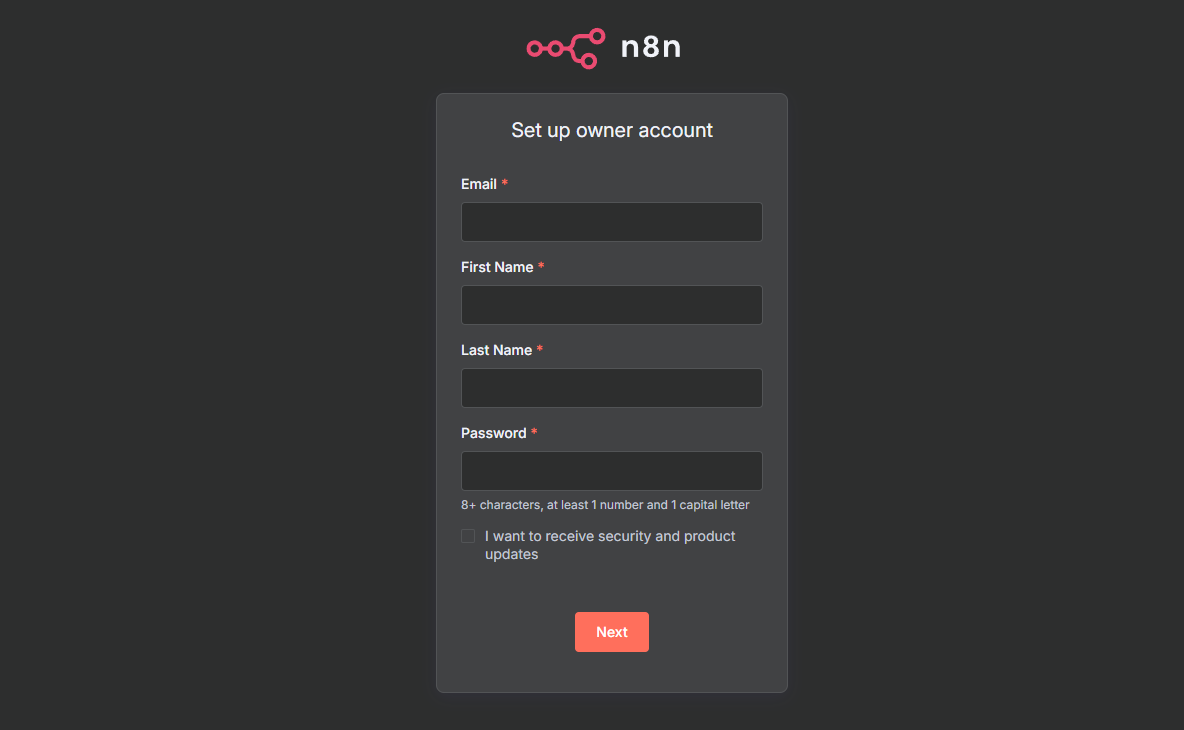 n8n
Set up owner account
Email *
First Name *
Last Name *
Password *
8+ characters, at least 1 number and 1 capital letter
I want to receive security and product
updates
Next